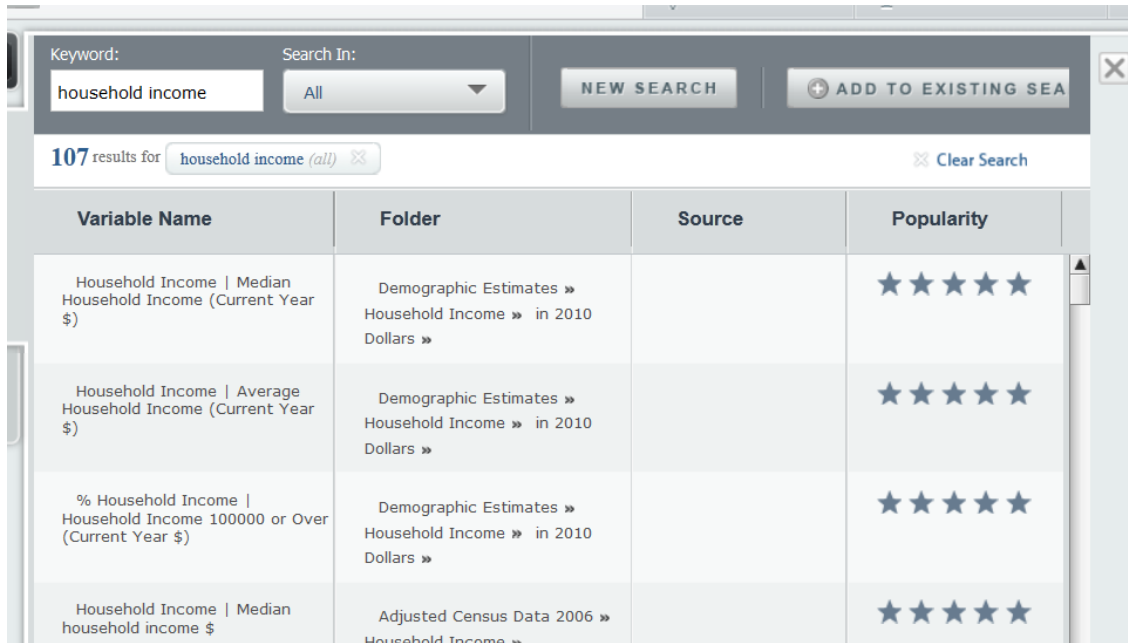 Keyword:
Search In:
household income
All
NEW SEARCH
ADD TO EXISTING SEA
107 results for household income (all)
Clear Search
Variable Name
Folder
Source
Popularity
Household Income | Median
Household Income (Current Year
$)
Demographic Estimates »
Household Income » in 2010
Dollars »
Household Income | Average
Household Income (Current Year
$)
Demographic Estimates »
Household Income » in 2010
Dollars »
% Household Income |
Household Income 100000 or Over
(Current Year $)
Demographic Estimates »
Household Income » in 2010
Dollars »
Household Income | Median
household income $
Adjusted Census Data 2006 »
Household Income »